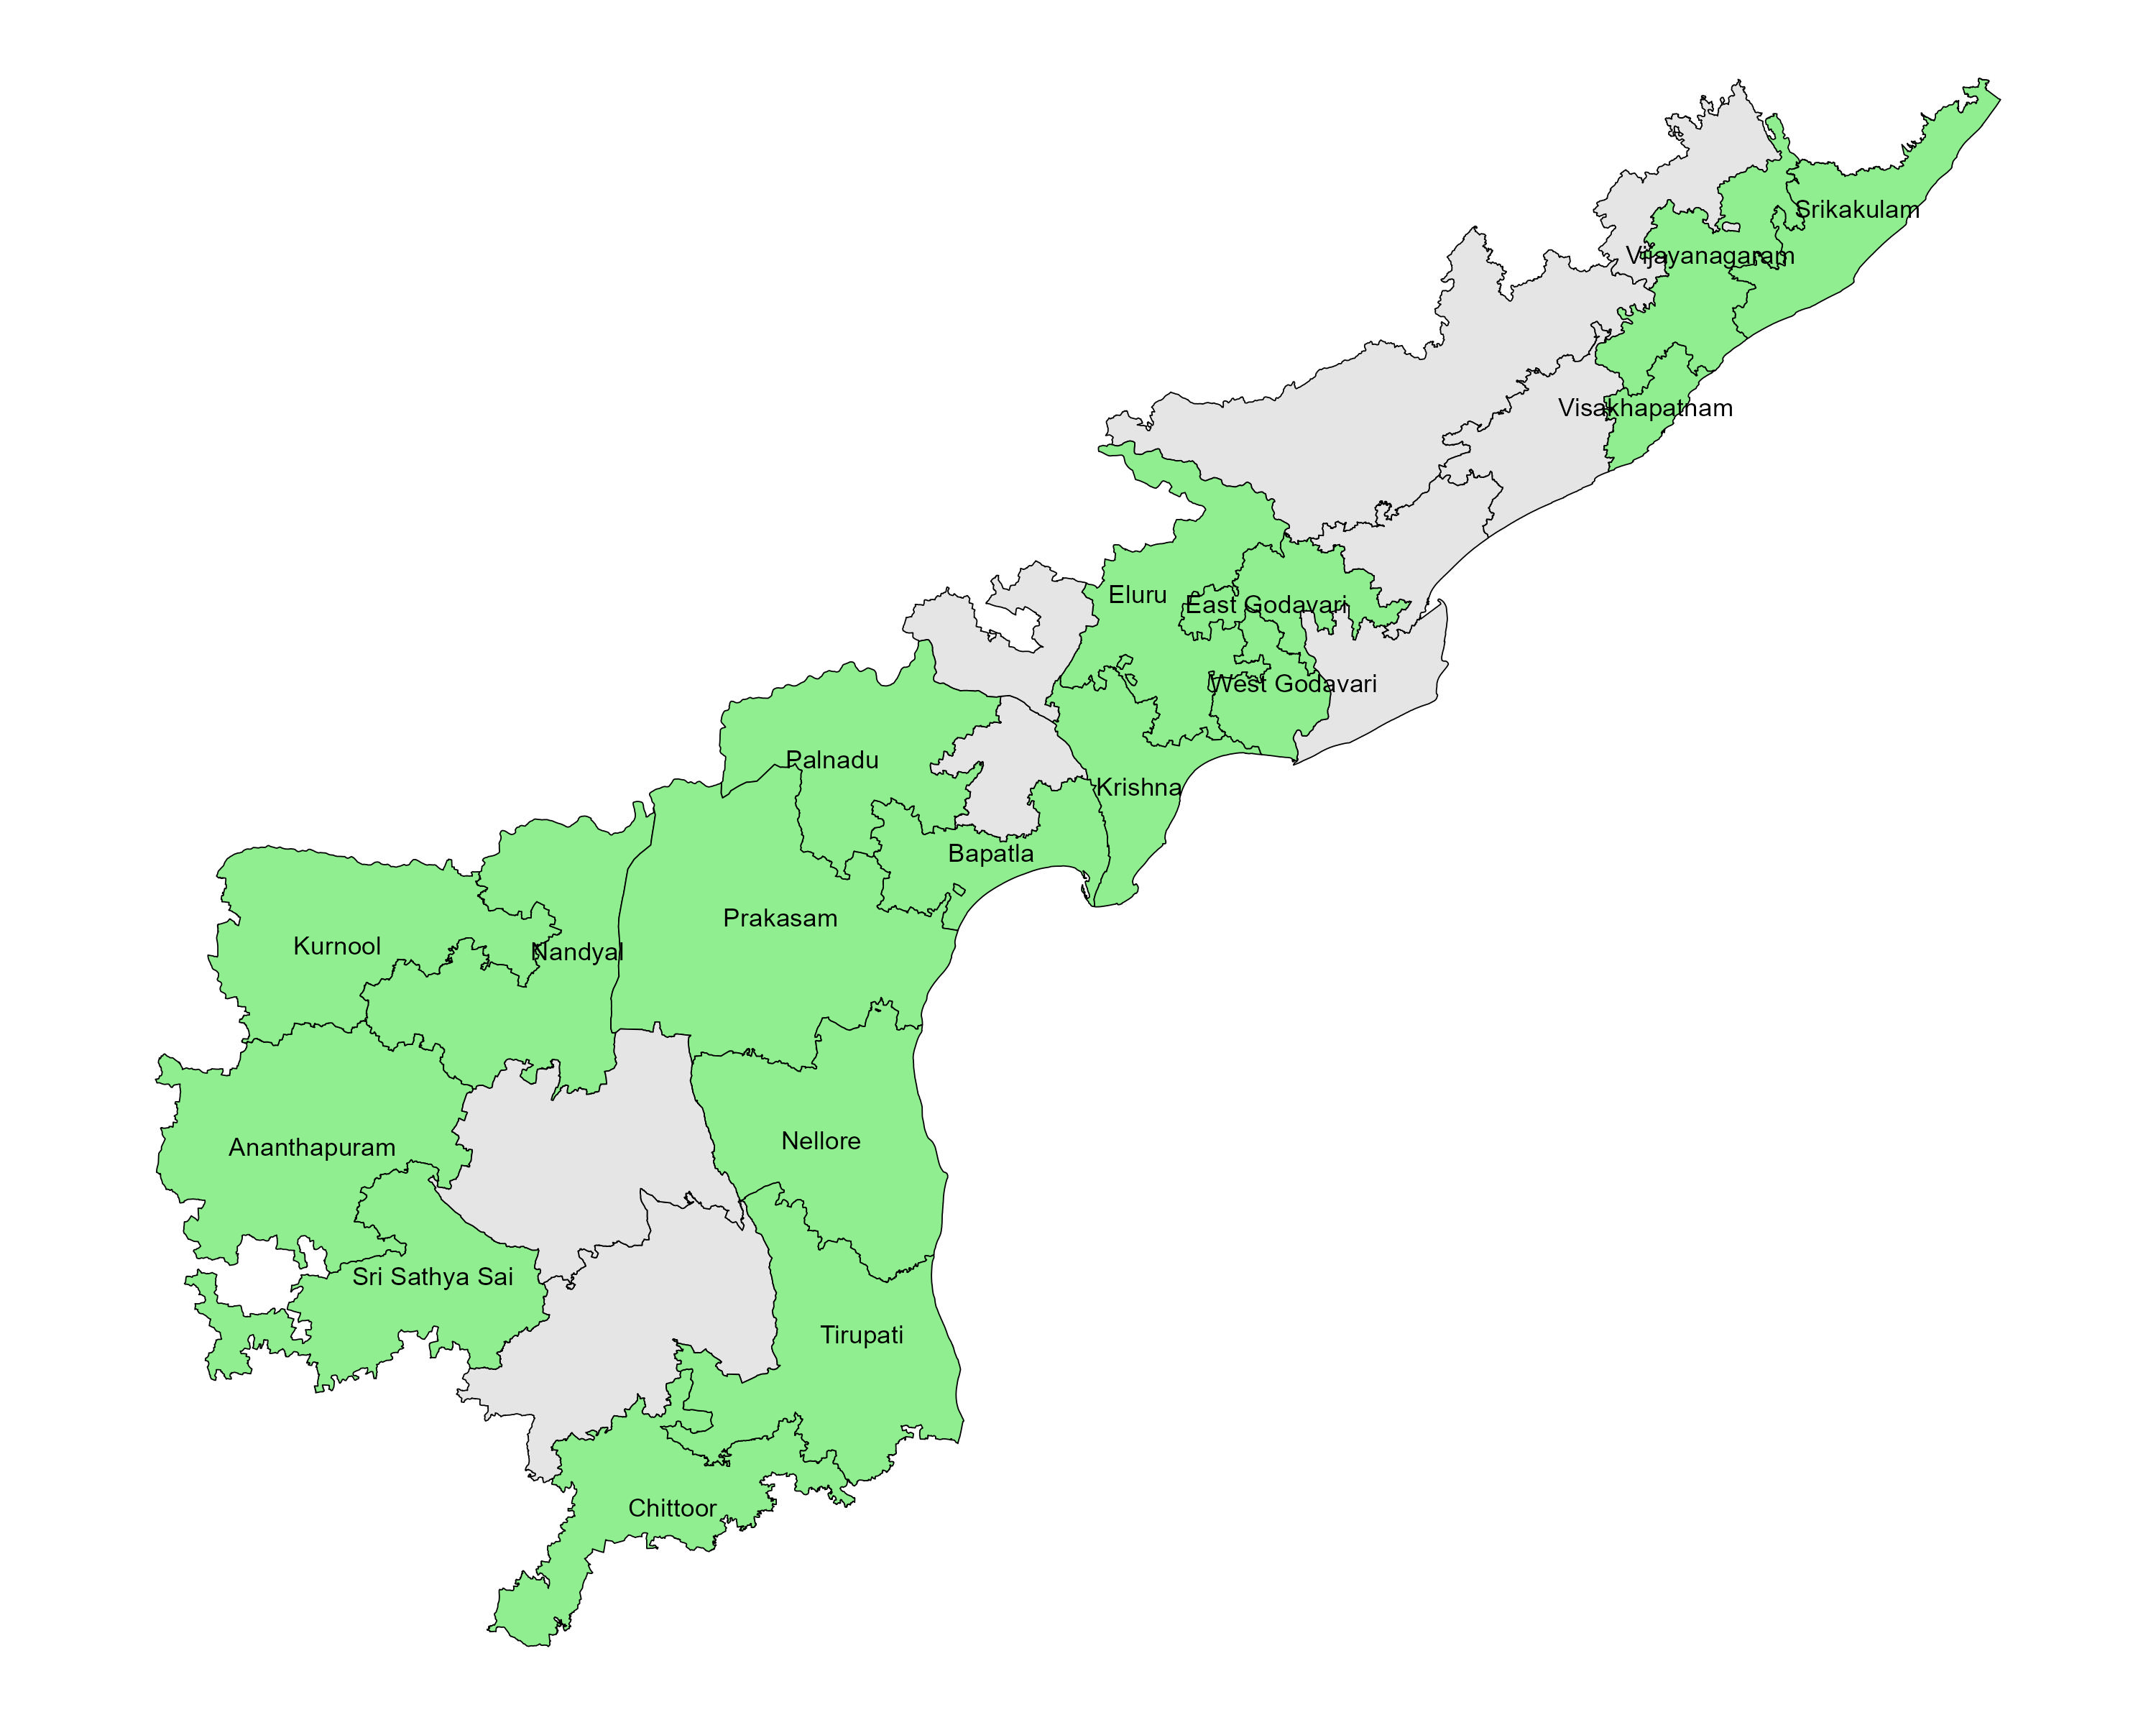 Srikakulam
Vijayanagaram
Visakhapatnam
Eluru
East Godavari
West Godavari
Palnadu
Krishna
Bapatla
Prakasam
Kurnool
Nandyal
Nellore
Ananthapuram
Sri Sathya Sai
Tirupati
Chittoor